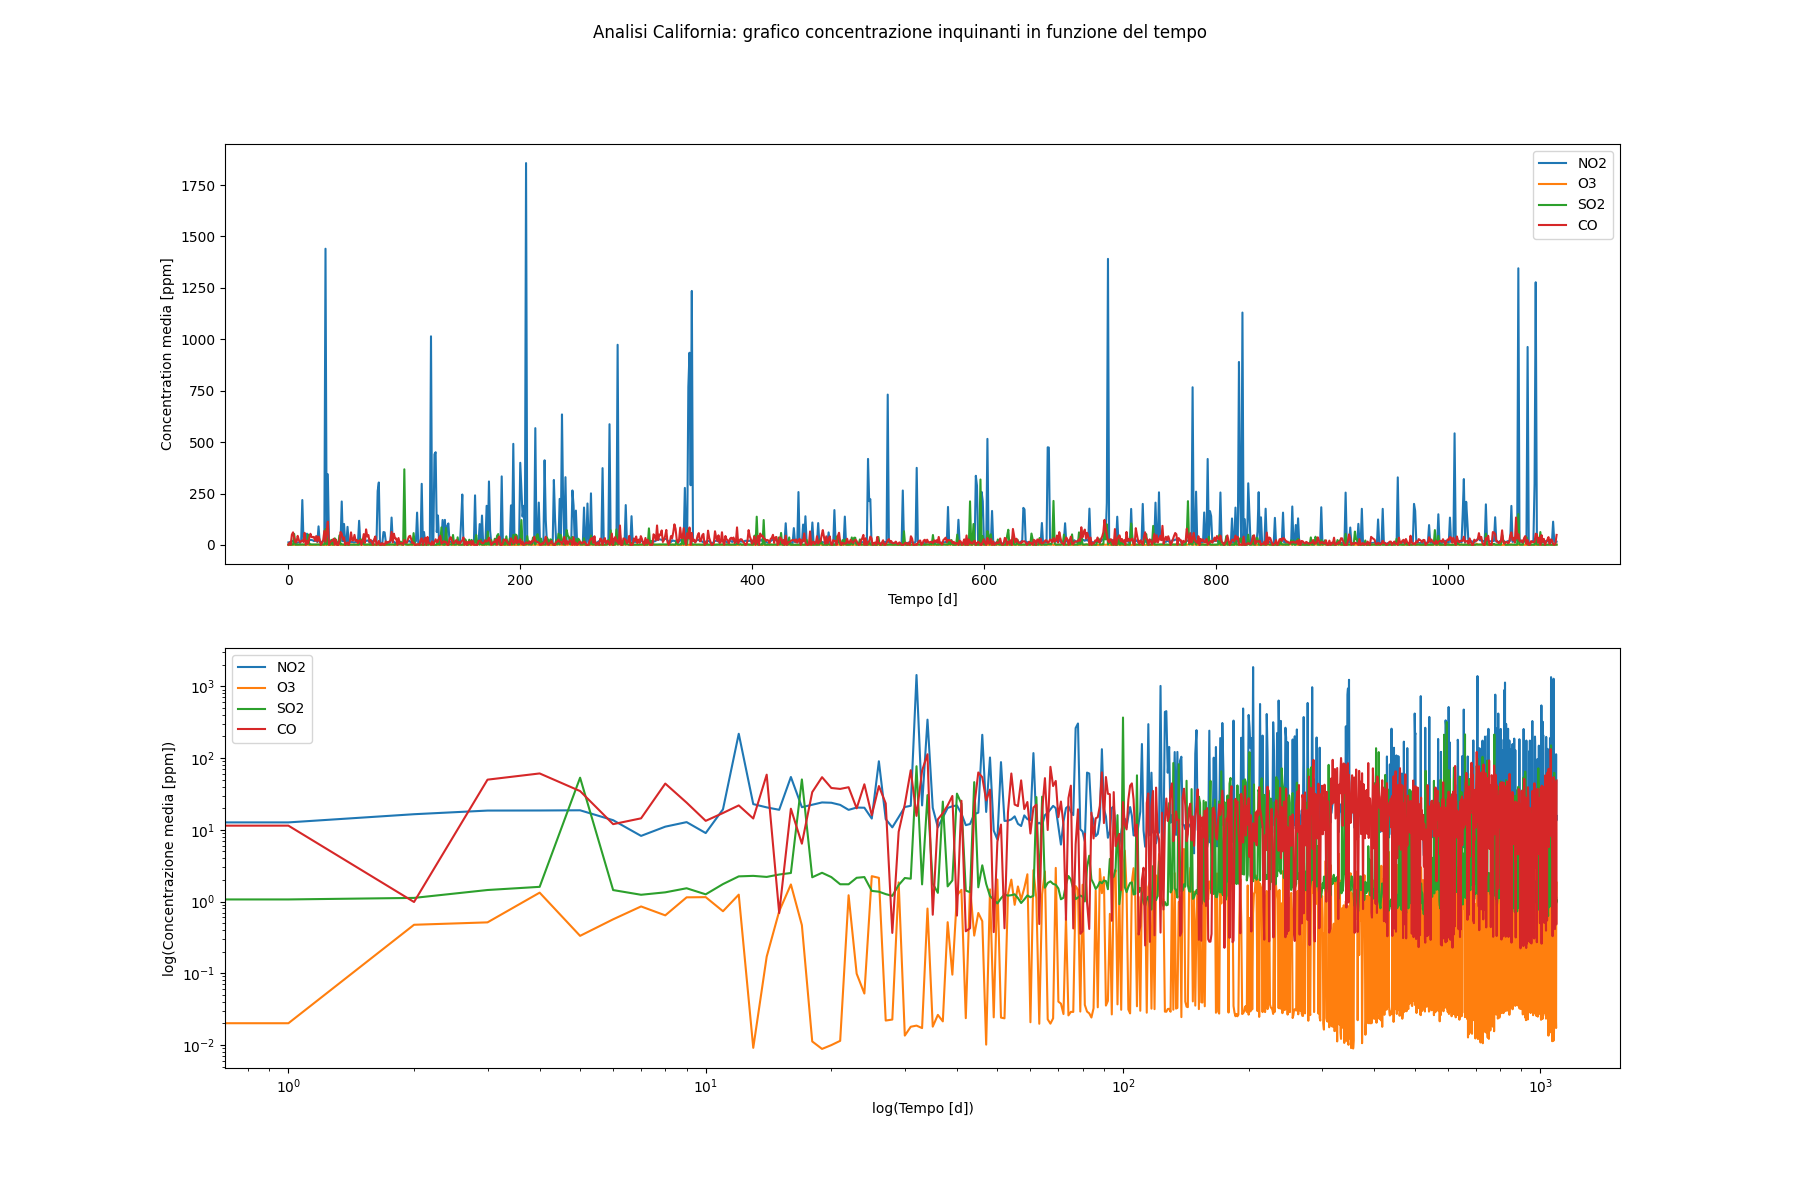 Analisi California: grafico concentrazione inquinanti in funzione del tempo
Concentration media [ppm]
1750
1500
1250
1000
750
500
250
0
0 200 400 600 800 1000
Tempo [d]
NO2
O3
SO2
CO
log(Concentrazione media [ppm])
10³
10²
10¹
10⁰
10⁻¹
10⁻²
10⁰ 10¹ 10² 10³
log(Tempo [d])
NO2
O3
SO2
CO